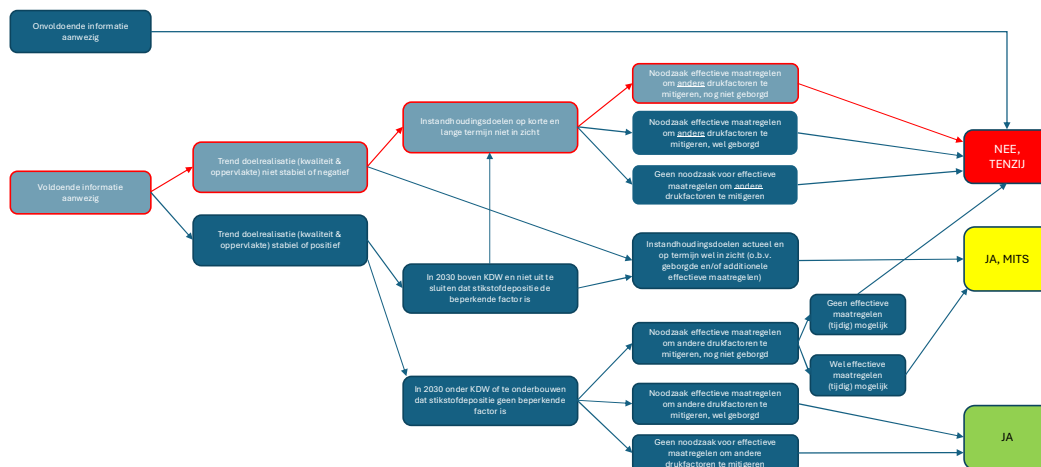 Onvoldoende informatie
aanwezig
Voldoende informatie
aanwezig
Trend doelrealisatie (kwaliteit &
oppervlakte) niet stabiel of negatief
Trend doelrealisatie (kwaliteit &
oppervlakte) stabiel of positief
Instandhoudingsdoelen op korte en
lange termijn niet in zicht
In 2030 boven KDW en niet uit te
sluiten dat stikstofdepositie de
beperkende factor is
In 2030 onder KDW of te onderbouwen
dat stikstofdepositie geen beperkende
factor is
Noodzaak effectieve maatregelen
om andere drukfactoren te
mitigeren, nog niet geborgd
Noodzaak effectieve maatregelen
om andere drukfactoren te
mitigeren, wel geborgd
Geen noodzaak voor effectieve
maatregelen om andere
drukfactoren te mitigeren
Instandhoudingsdoelen actueel en
op termijn wel in zicht (o.b.v.
geborgde en/of additionele
effectieve maatregelen)
Noodzaak effectieve maatregelen
om andere drukfactoren te
mitigeren, nog niet geborgd
Noodzaak effectieve maatregelen
om andere drukfactoren te
mitigeren, wel geborgd
Geen noodzaak voor effectieve
maatregelen om andere
drukfactoren te mitigeren
Geen effectieve
maatregelen
(tijdig) mogelijk
Wel effectieve
maatregelen
(tijdig) mogelijk
NEE,
TENZIJ
JA, MITS
JA